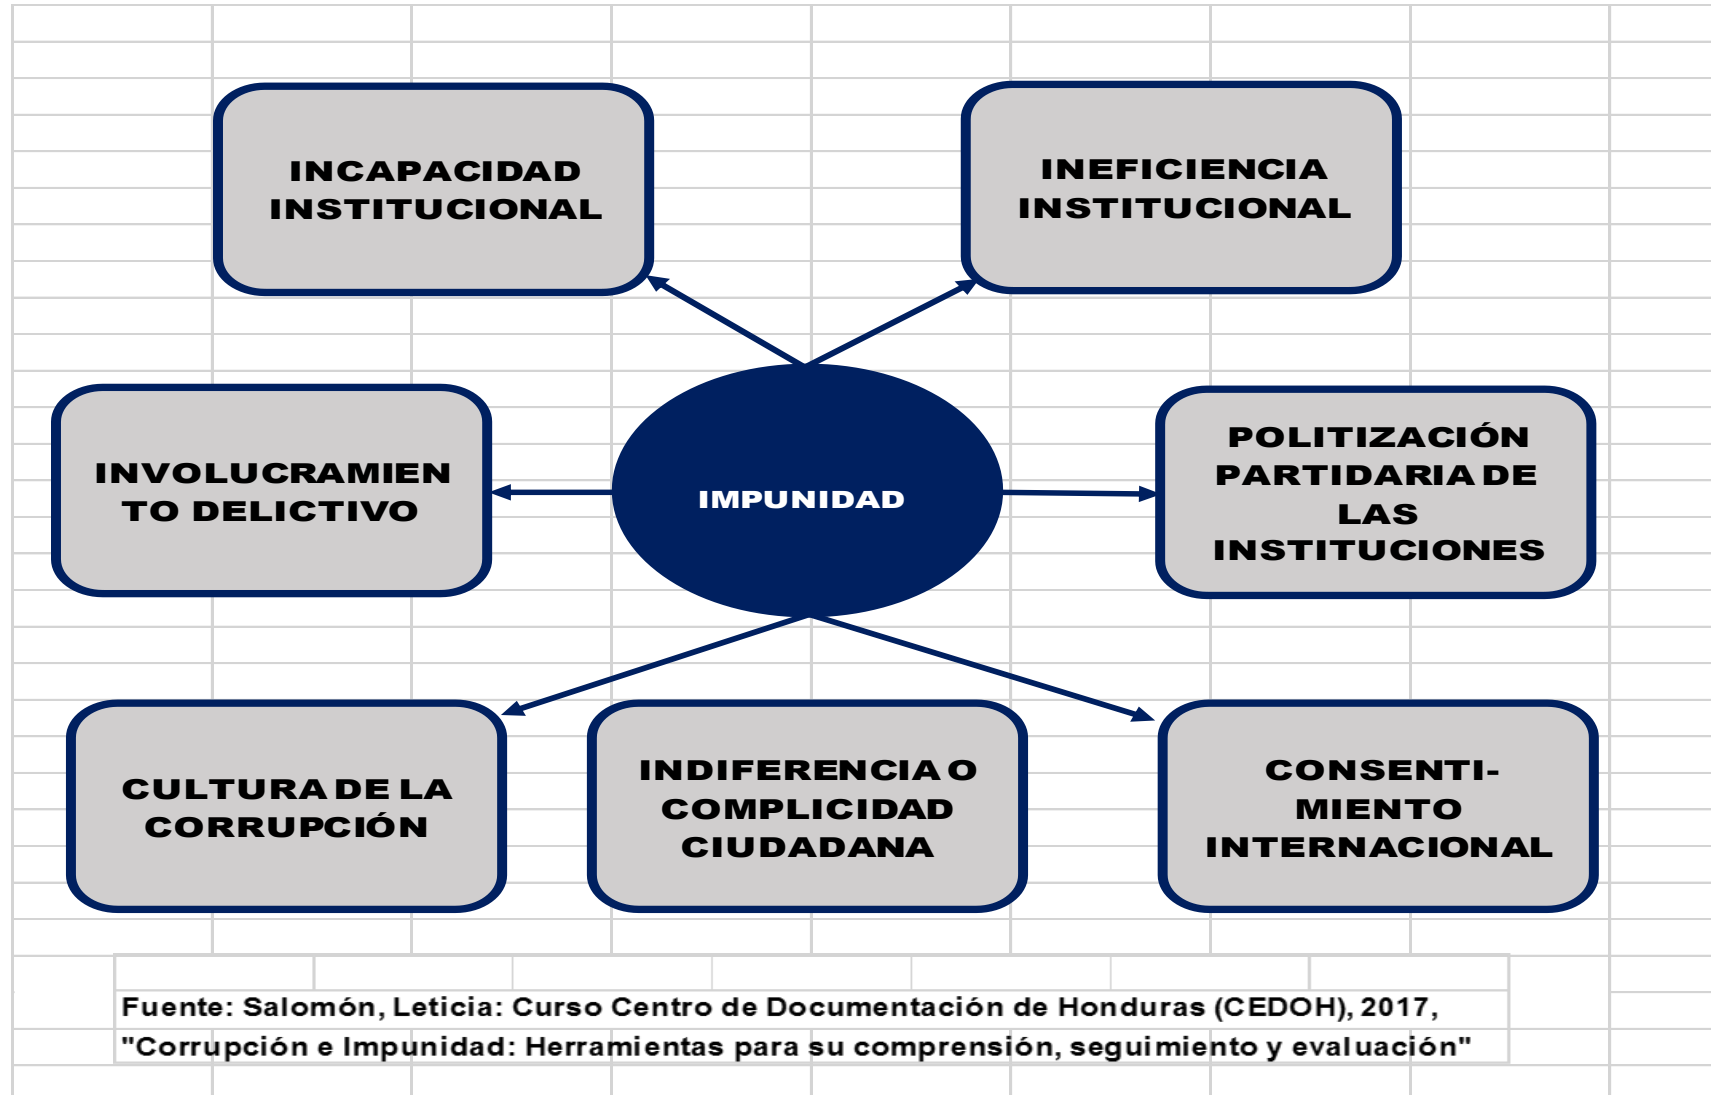 INCAPACIDAD
INSTITUCIONAL
INEFICIENCIA
INSTITUCIONAL
INVOLUCRAMIEN
TO DELICTIVO
IMPUNIDAD
POLITIZACIÓN
PARTIDARIA DE
LAS
INSTITUCIONES
CULTURA DE LA
CORRUPCIÓN
INDIFERENCIA O
COMPLICIDAD
CIUDADANA
CONSENTI-
MIENTO
INTERNACIONAL
Fuente: Salomón, Leticia: Curso Centro de Documentación de Honduras (CEDOH), 2017,
"Corrupción e Impunidad: Herramientas para su comprensión, seguimiento y evaluación"